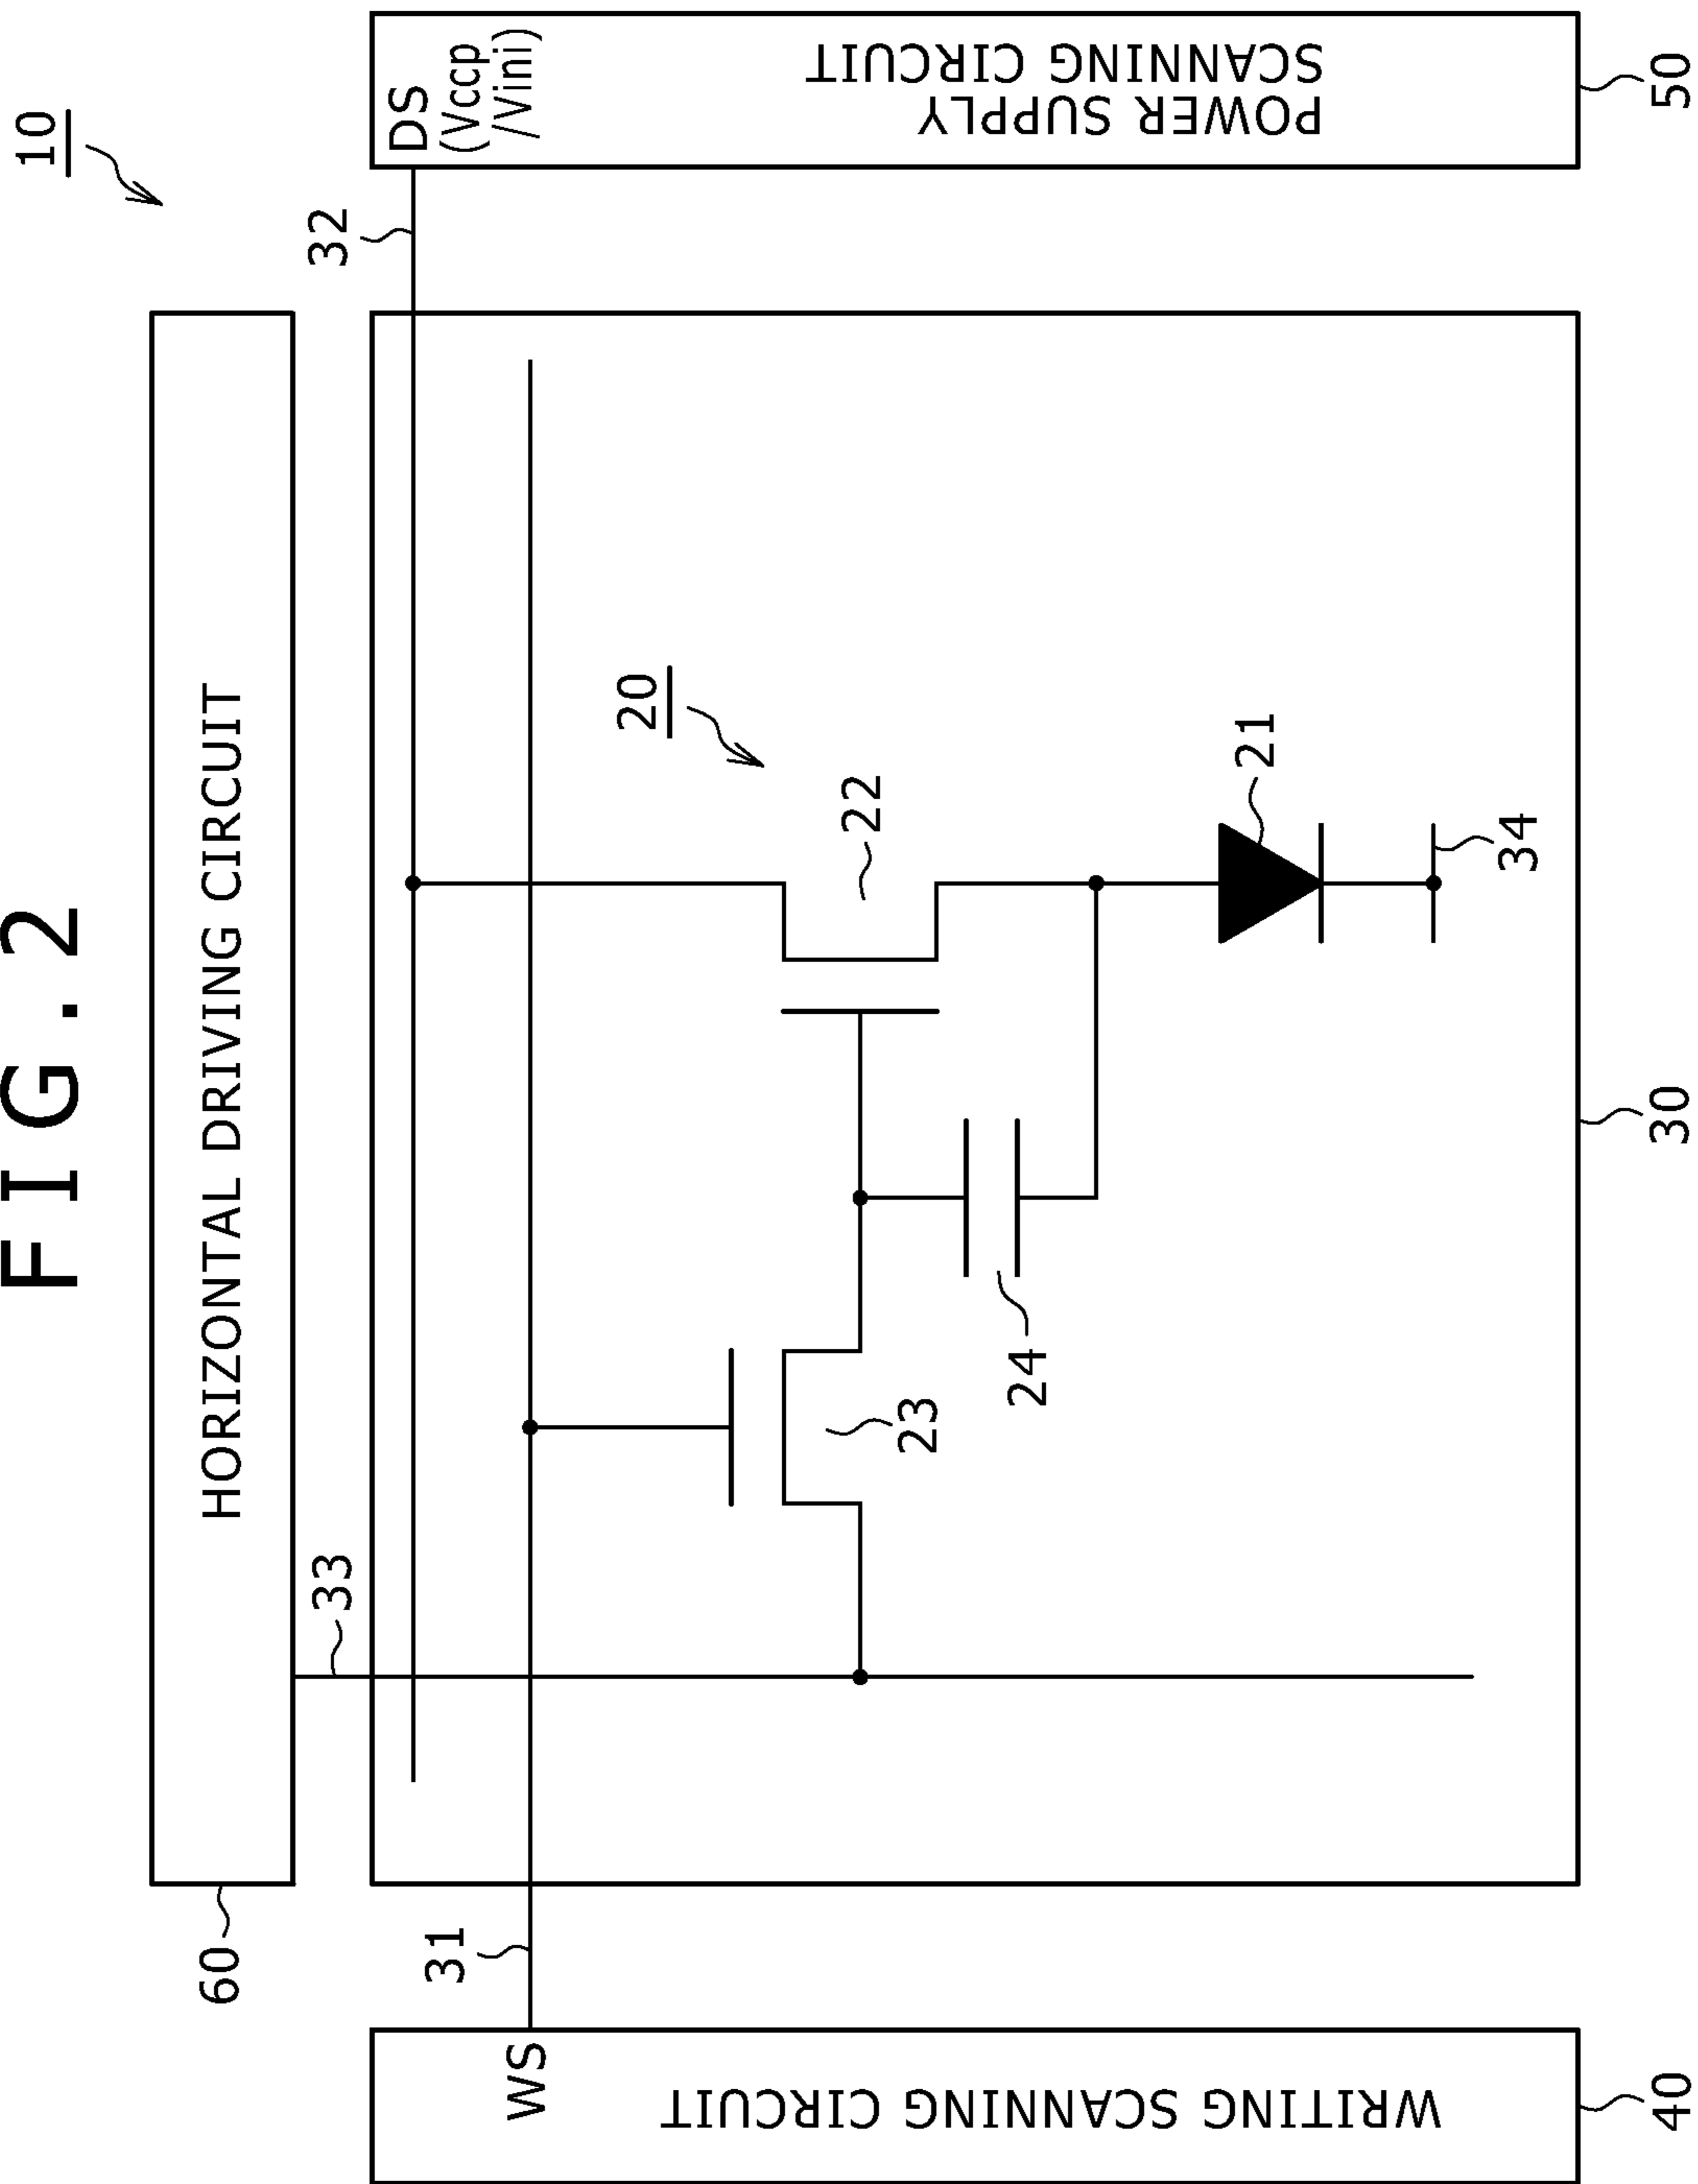 FIG. 2
10
60
HORIZONTAL DRIVING CIRCUIT
33
32
DS
(Vccp
/Vini)
31
WS
20
22
23
24
21
34
WRITING SCANNING CIRCUIT
POWER SUPPLY
SCANNING CIRCUIT
40
30
50